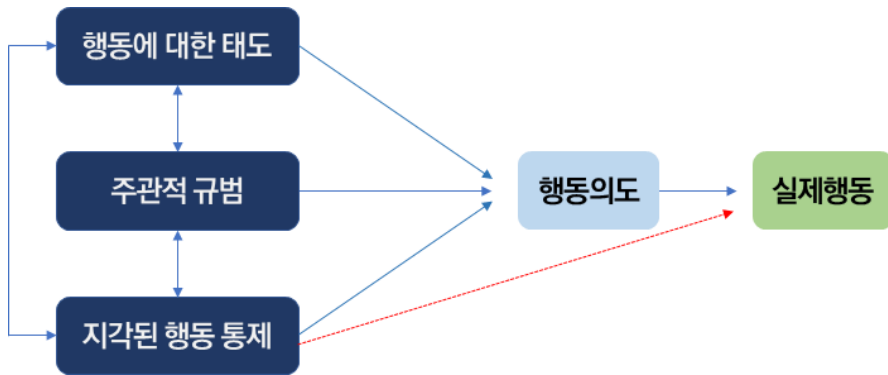 행동에 대한 태도
주관적 규범
행동의도
실제행동
지각된 행동 통제